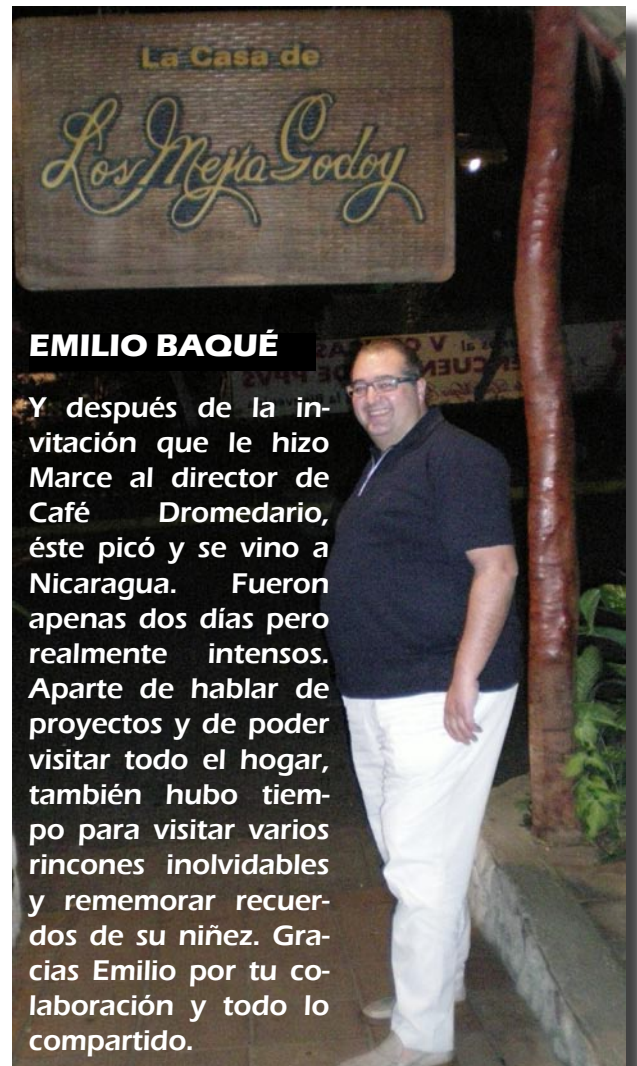 La Casa de
Los Mejía Godoy
EMILIO BAQUÉ
Y después de la in-
vitación que le hizo
Marce al director de
Café Dromedario,
éste picó y se vino a
Nicaragua. Fueron
apenas dos días pero
realmente intensos.
Aparte de hablar de
proyectos y de poder
visitar todo el hogar,
también hubo tiem-
po para visitar varios
rincones inolvidables
y rememorar recuer-
dos de su niñez. Gra-
cias Emilio por tu co-
laboración y todo lo
compartido.